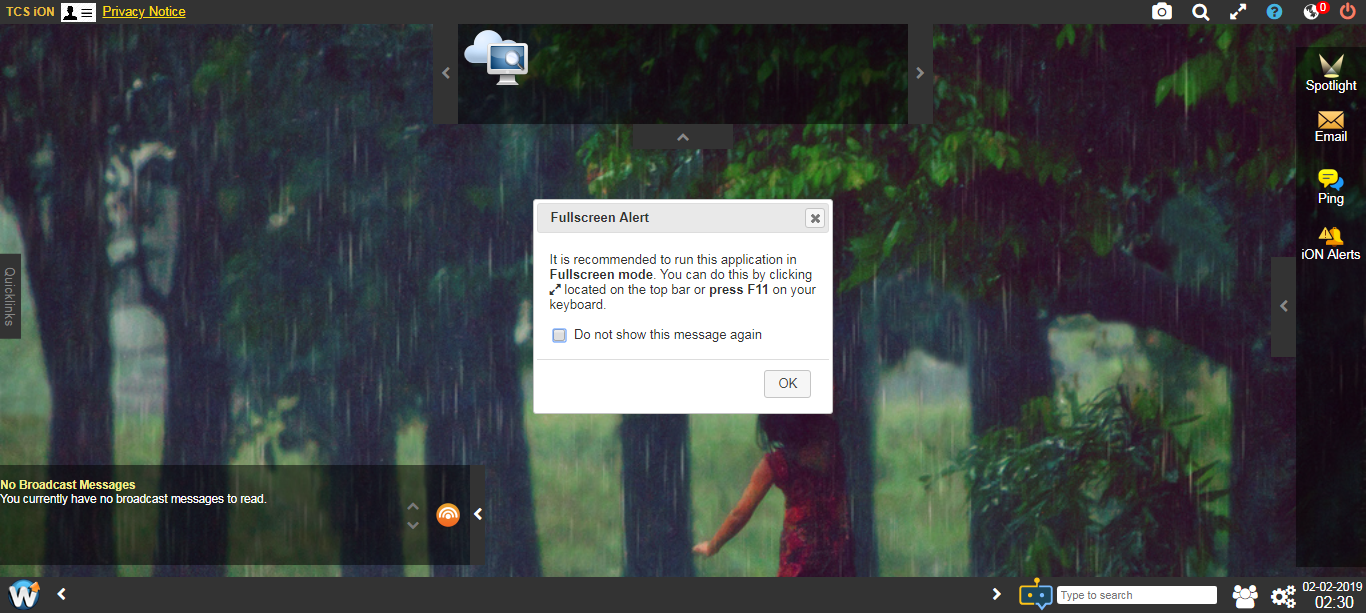 TCS iON
Privacy Notice
?
0
Spotlight
Email
Ping
iON Alerts
Quicklinks
Fullscreen Alert
It is recommended to run this application in
Fullscreen mode. You can do this by clicking
located on the top bar or press F11 on your
keyboard.
Do not show this message again
OK
No Broadcast Messages
You currently have no broadcast messages to read.
W
Type to search
02-02-2019
02:30